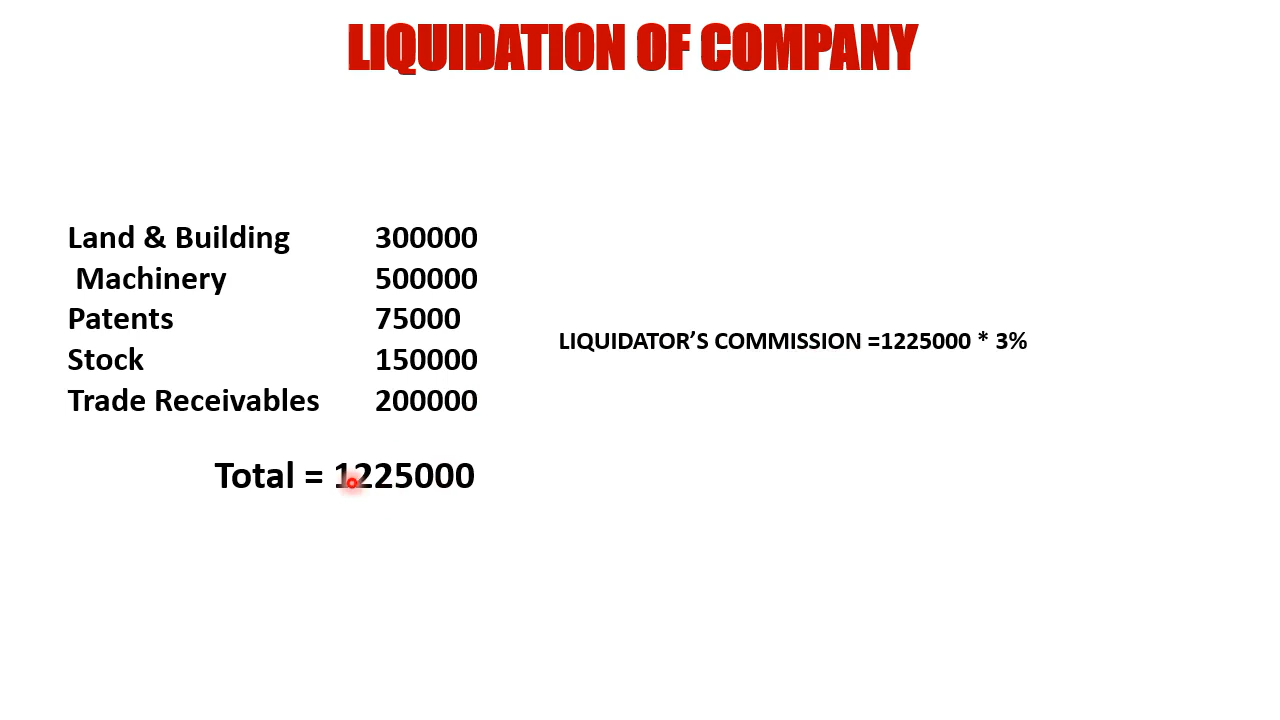 LIQUIDATION OF COMPANY
Land & Building 300000
Machinery 500000
Patents 75000
Stock 150000
Trade Receivables 200000
LIQUIDATOR’S COMMISSION =1225000 * 3%
Total = 1225000